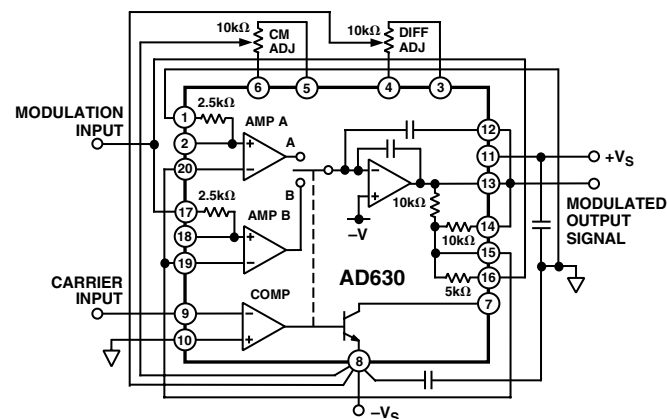 10kΩ
CM
ADJ
10kΩ
DIFF
ADJ
6
5
4
3
MODULATION
INPUT
1
2.5kΩ
AMP A
2
20
A
B
12
11
+VS
13
MODULATED
OUTPUT
SIGNAL
2.5kΩ
17
AMP B
18
19
–V
10kΩ
10kΩ
14
15
16
5kΩ
AD630
7
CARRIER
INPUT
COMP
9
10
8
–VS